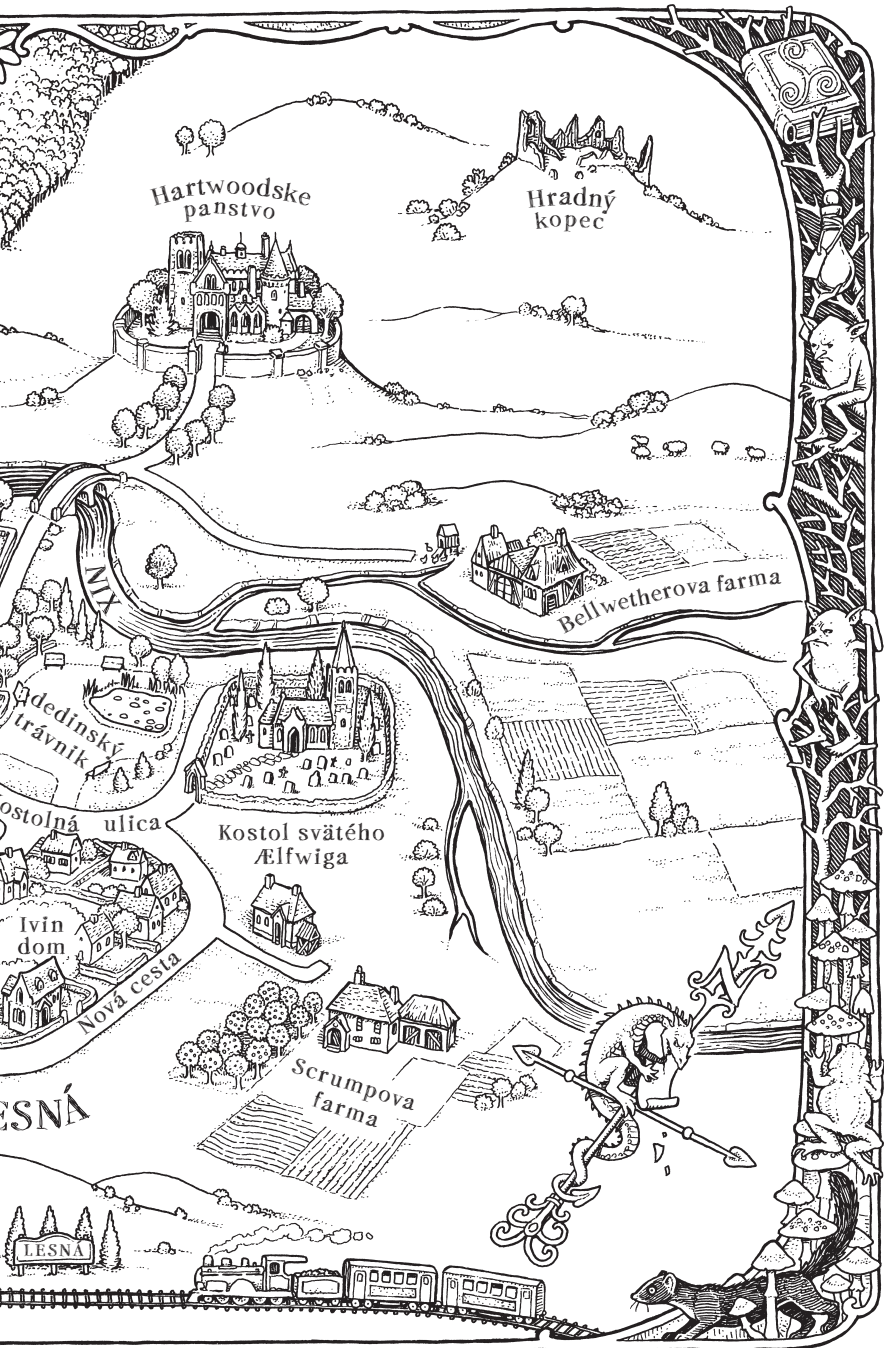 Hartwoodske
panstvo
Hradný
kopec
NIX
Bellwetherova farma
dedinský
trávnik
ostolná ulica
Kostol svätého
Ælfwiga
Ivin
dom
Nová cesta
Scrumpova
farma
ESNÁ
LESNÁ
Z